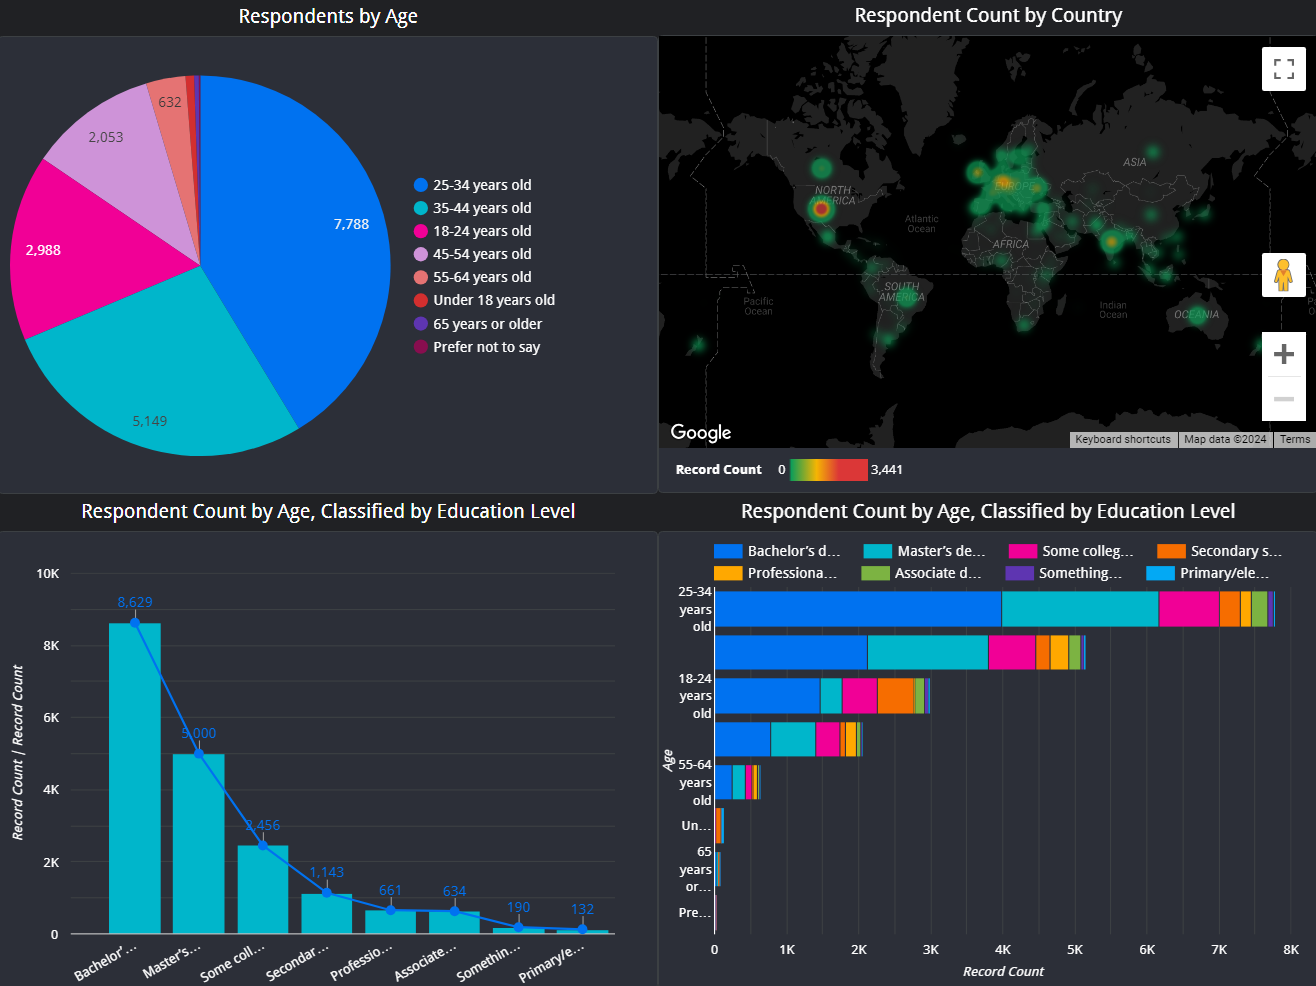 Respondents by Age
7,788
5,149
2,988
2,053
632
25-34 years old
35-44 years old
18-24 years old
45-54 years old
55-64 years old
Under 18 years old
65 years or older
Prefer not to say
Respondent Count by Country
NORTH
AMERICA
Atlantic
Ocean
EUROPE
ASIA
AFRICA
SOUTH
AMERICA
Pacific
Ocean
Indian
Ocean
OCEANIA
Google
Keyboard shortcuts
Map data ©2024
Terms
Record Count
0
3,441
Respondent Count by Age, Classified by Education Level
Record Count | Record Count
10K
8K
6K
4K
2K
0
8,629
5,000
2,456
1,143
661
634
190
132
Bachelor'...
Master's...
Some coll...
Secondar...
Professio...
Associate...
Somethin...
Primary/e...
Respondent Count by Age, Classified by Education Level
Bachelor's d...
Master's de...
Some colleg...
Secondary s...
Professiona...
Associate d...
Something...
Primary/ele...
Age
25-34
years
old
18-24
years
old
55-64
years
old
Un...
65
years
or...
Pre...
0
1K
2K
3K
4K
5K
6K
7K
8K
Record Count